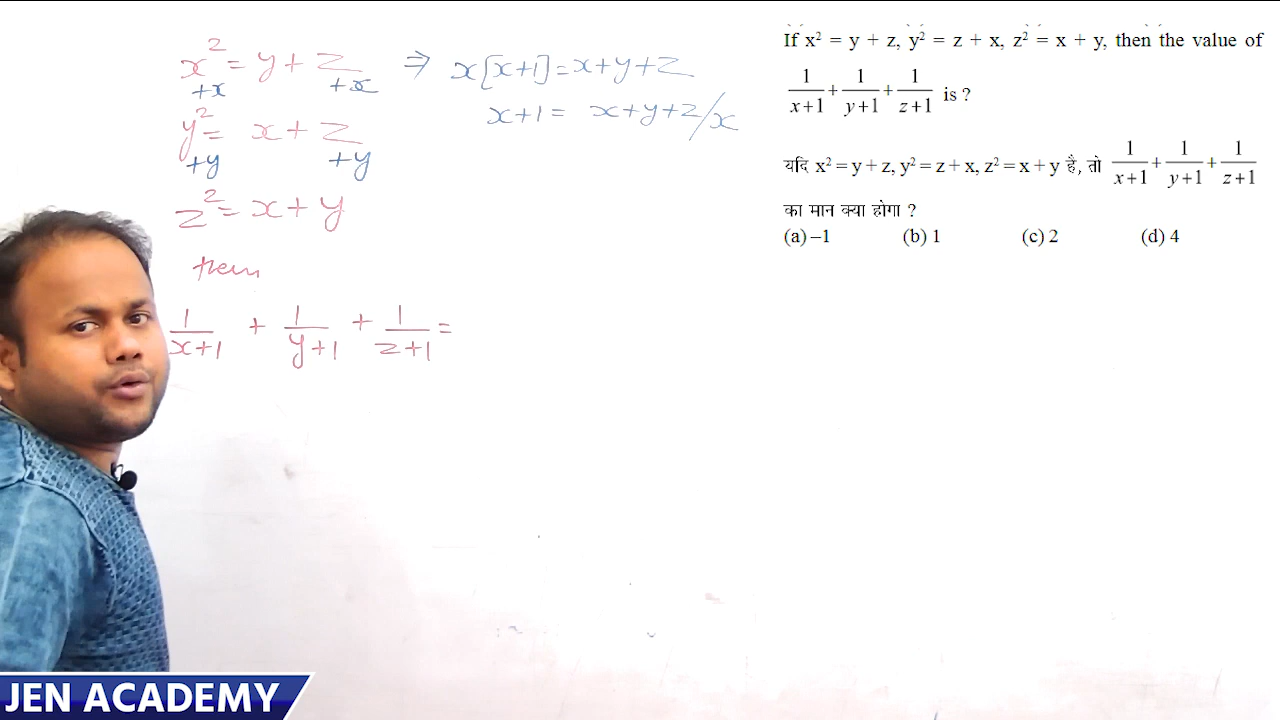 x² = y + z ⇒ x[x+1] = x+y+z
+x +x
x+1 = x+y+z/x
y² = x + z
+y +y
z² = x + y
then
1/x+1 + 1/y+1 + 1/z+1 =
If x² = y + z, y² = z + x, z² = x + y, then the value of
1/x+1 + 1/y+1 + 1/z+1 is ?
यदि x² = y + z, y² = z + x, z² = x + y है, तो 1/x+1 + 1/y+1 + 1/z+1
का मान क्या होगा ?
(a) –1 (b) 1 (c) 2 (d) 4
JEN ACADEMY